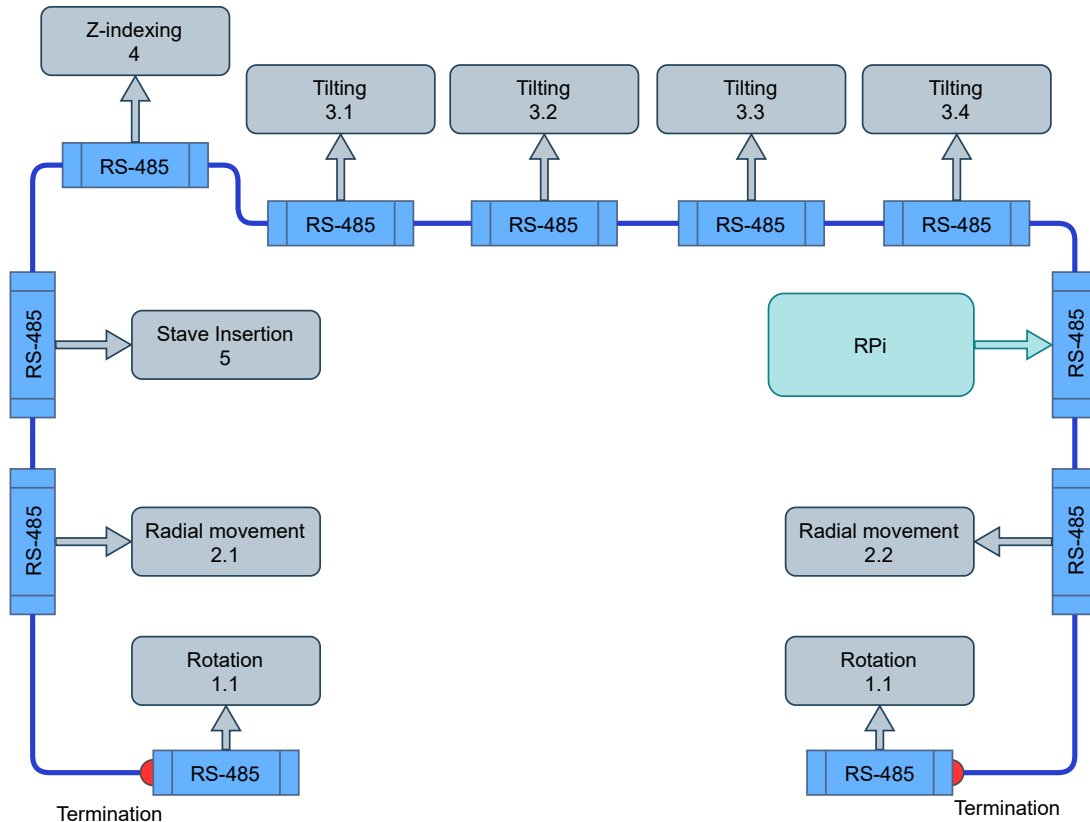 Z-indexing
4
Tilting
3.1
Tilting
3.2
Tilting
3.3
Tilting
3.4
RS-485
RS-485
RS-485
RS-485
RS-485
RS-485
Stave Insertion
5
RPi
RS-485
RS-485
Radial movement
2.1
Radial movement
2.2
RS-485
Rotation
1.1
Rotation
1.1
RS-485
RS-485
Termination
Termination